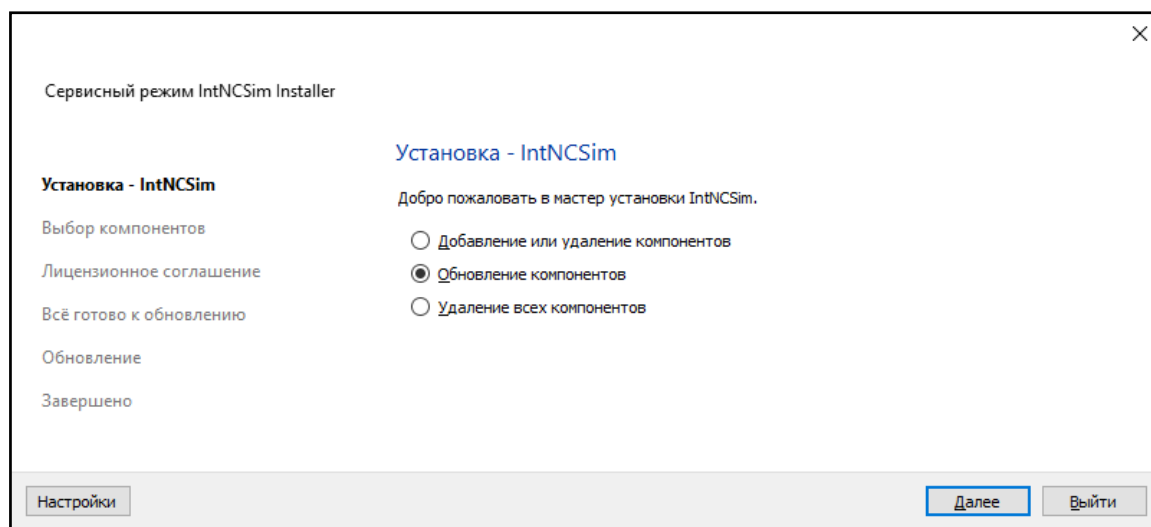 Сервисный режим IntNCSim Installer
Установка - IntNCSim
Выбор компонентов
Лицензионное соглашение
Всё готово к обновлению
Обновление
Завершено
Установка - IntNCSim
Добро пожаловать в мастер установки IntNCSim.
Добавление или удаление компонентов
Обновление компонентов
Удаление всех компонентов
Настройки
Далее
Выйти